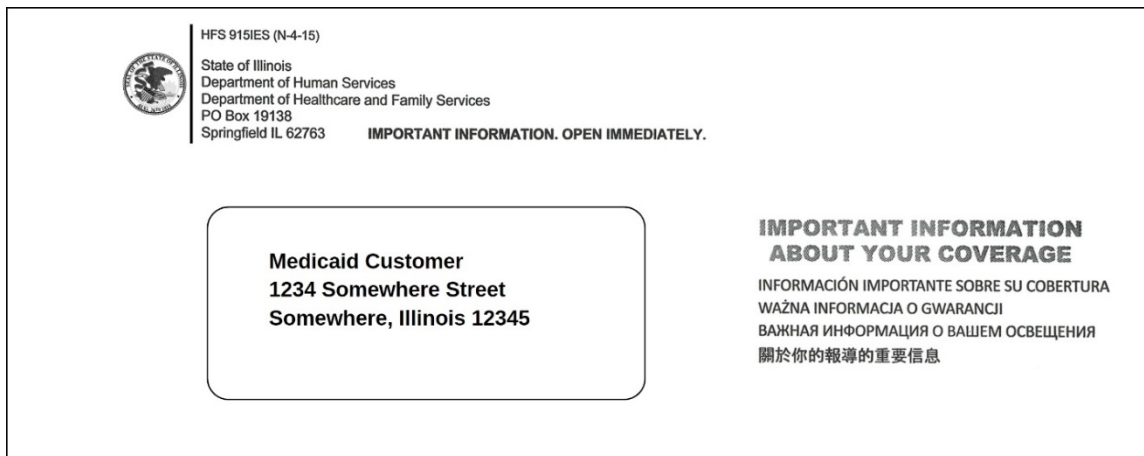 HFS 915IES (N-4-15)
State of Illinois
Department of Human Services
Department of Healthcare and Family Services
PO Box 19138
Springfield IL 62763 IMPORTANT INFORMATION. OPEN IMMEDIATELY.
Medicaid Customer
1234 Somewhere Street
Somewhere, Illinois 12345
IMPORTANT INFORMATION
ABOUT YOUR COVERAGE
INFORMACIÓN IMPORTANTE SOBRE SU COBERTURA
WAŻNA INFORMACJA O GWARANCJI
ВАЖНАЯ ИНФОРМАЦИЯ О ВАШЕМ ОСВЕЩЕНИЯ
關於你的報導的重要信息